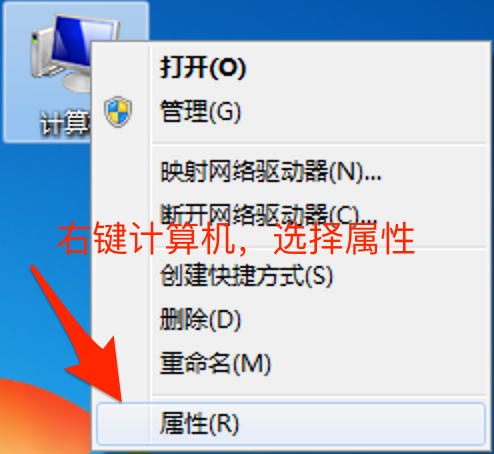 计算
打开(O)
管理(G)
映射网络驱动器(N)...
断开网络驱动器(C)...
右键计算机，选择属性
创建快捷方式(S)
删除(D)
重命名(M)
属性(R)